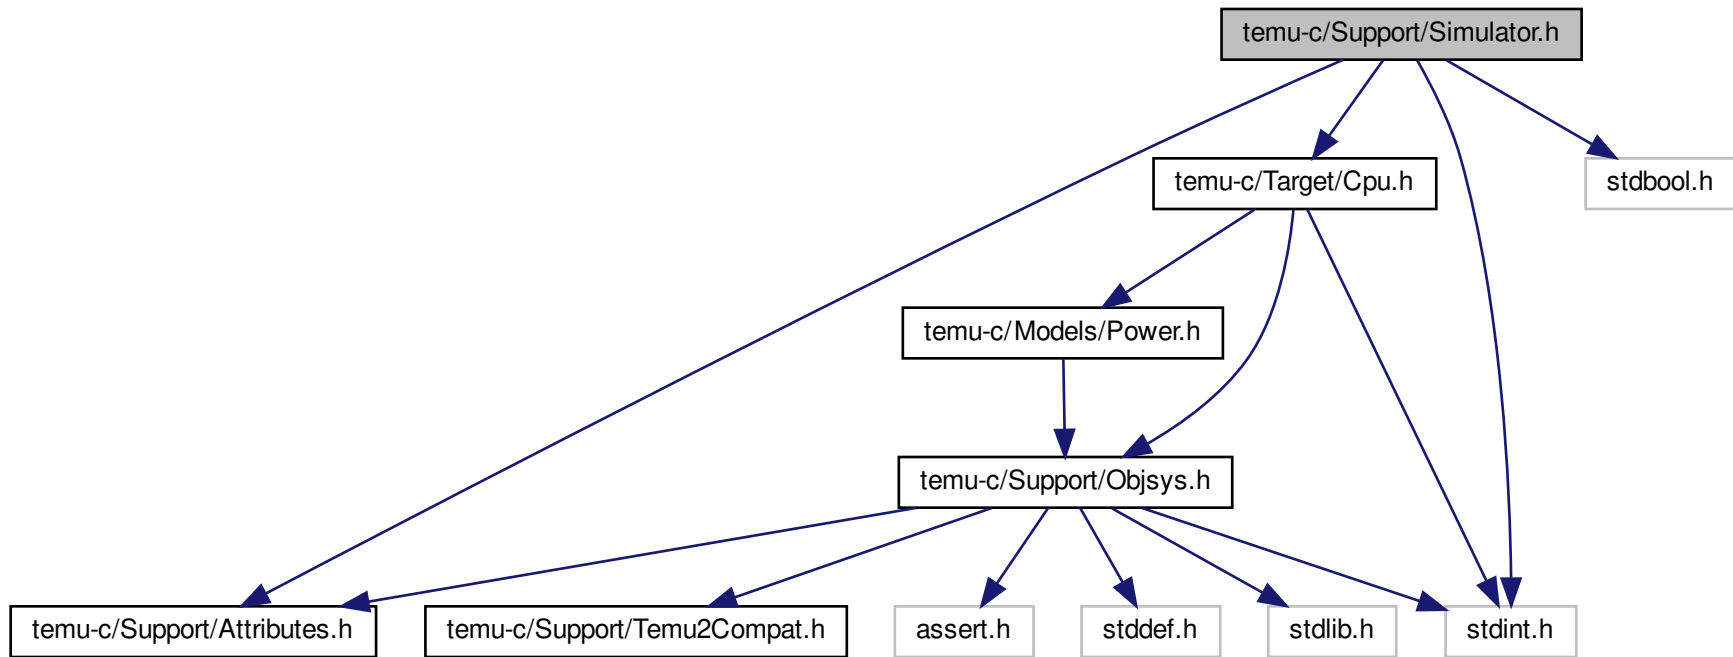 temu-c/Support/Simulator.h
temu-c/Target/Cpu.h
stdbool.h
temu-c/Models/Power.h
temu-c/Support/Objsys.h
temu-c/Support/Attributes.h
temu-c/Support/Temu2Compat.h
assert.h
stddef.h
stdlib.h
stdint.h